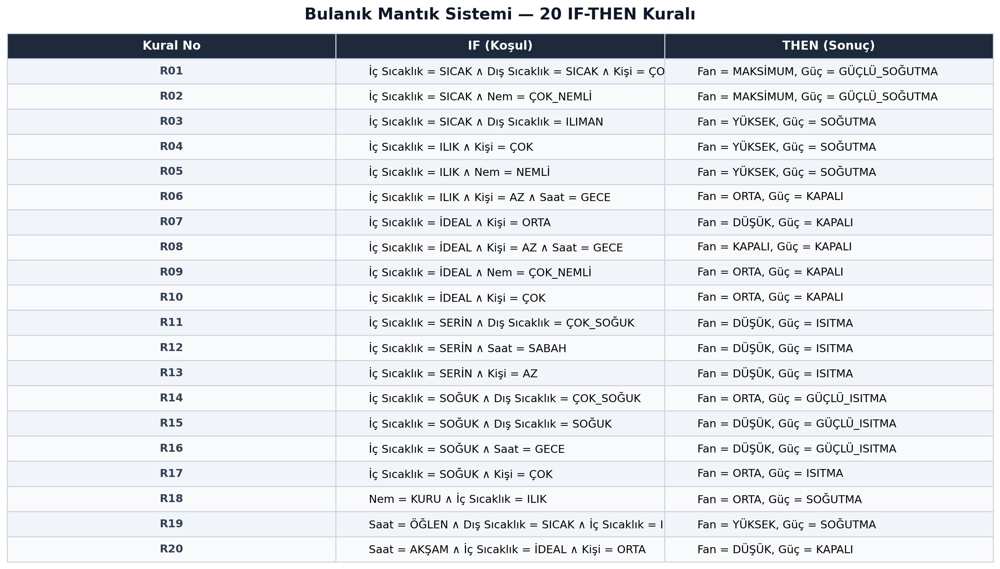 Bulanık Mantık Sistemi — 20 IF-THEN Kuralı
Kural No IF (Koşul) THEN (Sonuç)
R01 İç Sıcaklık = SICAK ∧ Dış Sıcaklık = SICAK ∧ Kişi = ÇO Fan = MAKSİMUM, Güç = GÜÇLÜ_SOĞUTMA
R02 İç Sıcaklık = SICAK ∧ Nem = ÇOK_NEMLİ Fan = MAKSİMUM, Güç = GÜÇLÜ_SOĞUTMA
R03 İç Sıcaklık = SICAK ∧ Dış Sıcaklık = ILIMAN Fan = YÜKSEK, Güç = SOĞUTMA
R04 İç Sıcaklık = ILIK ∧ Kişi = ÇOK Fan = YÜKSEK, Güç = SOĞUTMA
R05 İç Sıcaklık = ILIK ∧ Nem = NEMLİ Fan = YÜKSEK, Güç = SOĞUTMA
R06 İç Sıcaklık = ILIK ∧ Kişi = AZ ∧ Saat = GECE Fan = ORTA, Güç = KAPALI
R07 İç Sıcaklık = İDEAL ∧ Kişi = ORTA Fan = DÜŞÜK, Güç = KAPALI
R08 İç Sıcaklık = İDEAL ∧ Kişi = AZ ∧ Saat = GECE Fan = KAPALI, Güç = KAPALI
R09 İç Sıcaklık = İDEAL ∧ Nem = ÇOK_NEMLİ Fan = ORTA, Güç = KAPALI
R10 İç Sıcaklık = İDEAL ∧ Kişi = ÇOK Fan = ORTA, Güç = KAPALI
R11 İç Sıcaklık = SERİN ∧ Dış Sıcaklık = ÇOK_SOĞUK Fan = DÜŞÜK, Güç = ISITMA
R12 İç Sıcaklık = SERİN ∧ Saat = SABAH Fan = DÜŞÜK, Güç = ISITMA
R13 İç Sıcaklık = SERİN ∧ Kişi = AZ Fan = DÜŞÜK, Güç = ISITMA
R14 İç Sıcaklık = SOĞUK ∧ Dış Sıcaklık = ÇOK_SOĞUK Fan = ORTA, Güç = GÜÇLÜ_ISITMA
R15 İç Sıcaklık = SOĞUK ∧ Dış Sıcaklık = SOĞUK Fan = DÜŞÜK, Güç = GÜÇLÜ_ISITMA
R16 İç Sıcaklık = SOĞUK ∧ Saat = GECE Fan = DÜŞÜK, Güç = GÜÇLÜ_ISITMA
R17 İç Sıcaklık = SOĞUK ∧ Kişi = ÇOK Fan = ORTA, Güç = ISITMA
R18 Nem = KURU ∧ İç Sıcaklık = ILIK Fan = ORTA, Güç = SOĞUTMA
R19 Saat = ÖĞLEN ∧ Dış Sıcaklık = SICAK ∧ İç Sıcaklık = I Fan = YÜKSEK, Güç = SOĞUTMA
R20 Saat = AKŞAM ∧ İç Sıcaklık = İDEAL ∧ Kişi = ORTA Fan = DÜŞÜK, Güç = KAPALI